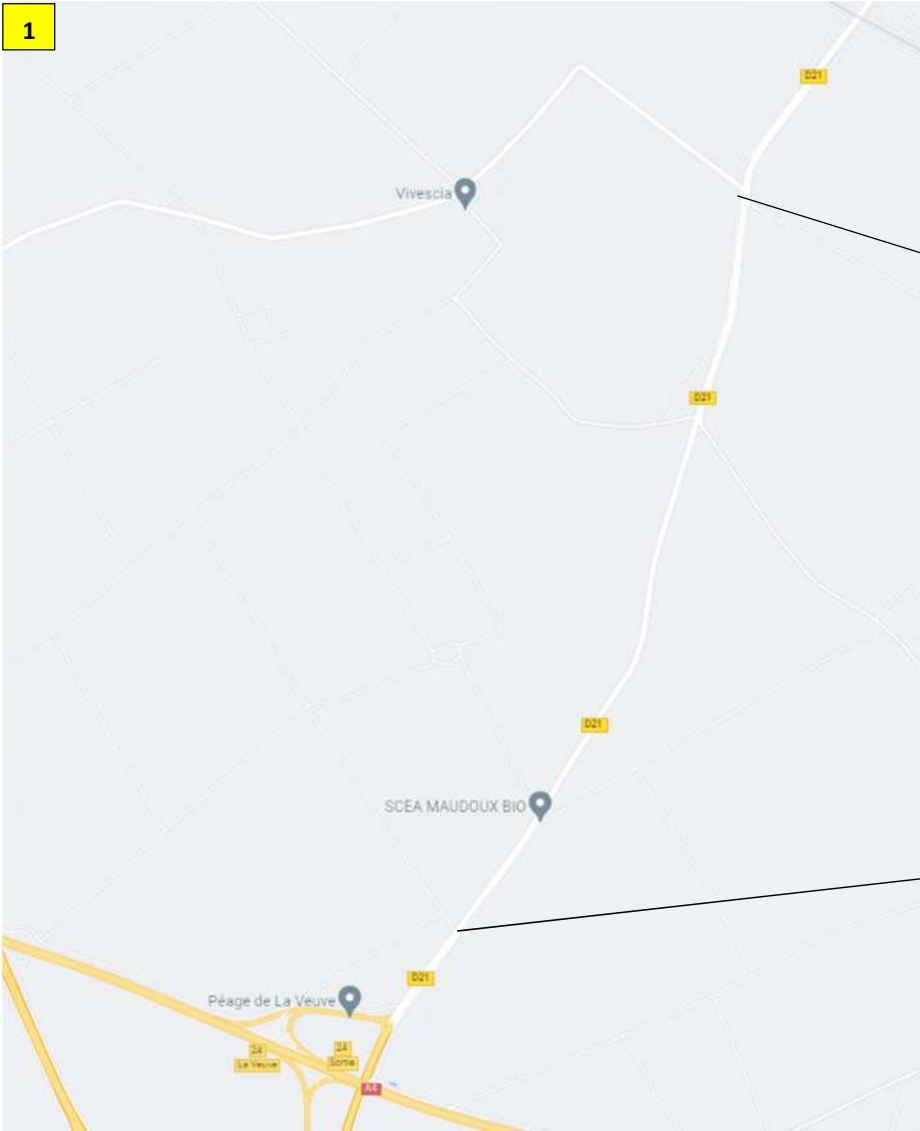 1
D21
Vivescia
D21
D21
SCEA MAUDOUX BIO
D21
Péage de La Veuve
24
La Veuve
24
Sortie
A4